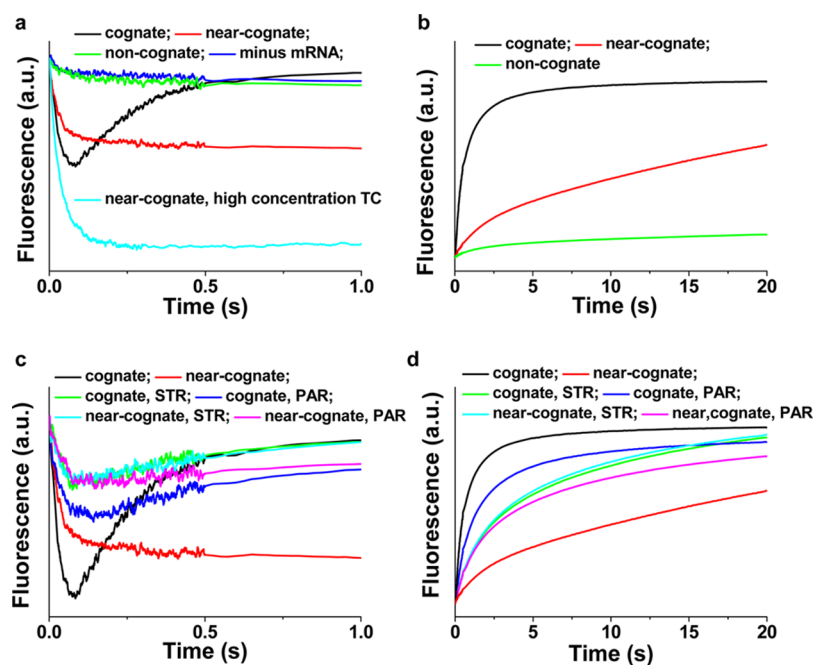 a
cognate; near-cognate;
non-cognate; minus mRNA;
near-cognate, high concentration TC
Fluorescence (a.u.)
0.0 0.5 1.0
Time (s)
b
cognate; near-cognate;
non-cognate
Fluorescence (a.u.)
0 5 10 15 20
Time (s)
c
cognate; near-cognate;
cognate, STR; cognate, PAR;
near-cognate, STR; near-cognate, PAR
Fluorescence (a.u.)
0.0 0.5 1.0
Time (s)
d
cognate; near-cognate;
cognate, STR; cognate, PAR;
near-cognate, STR; near,cognate, PAR
Fluorescence (a.u.)
0 5 10 15 20
Time (s)